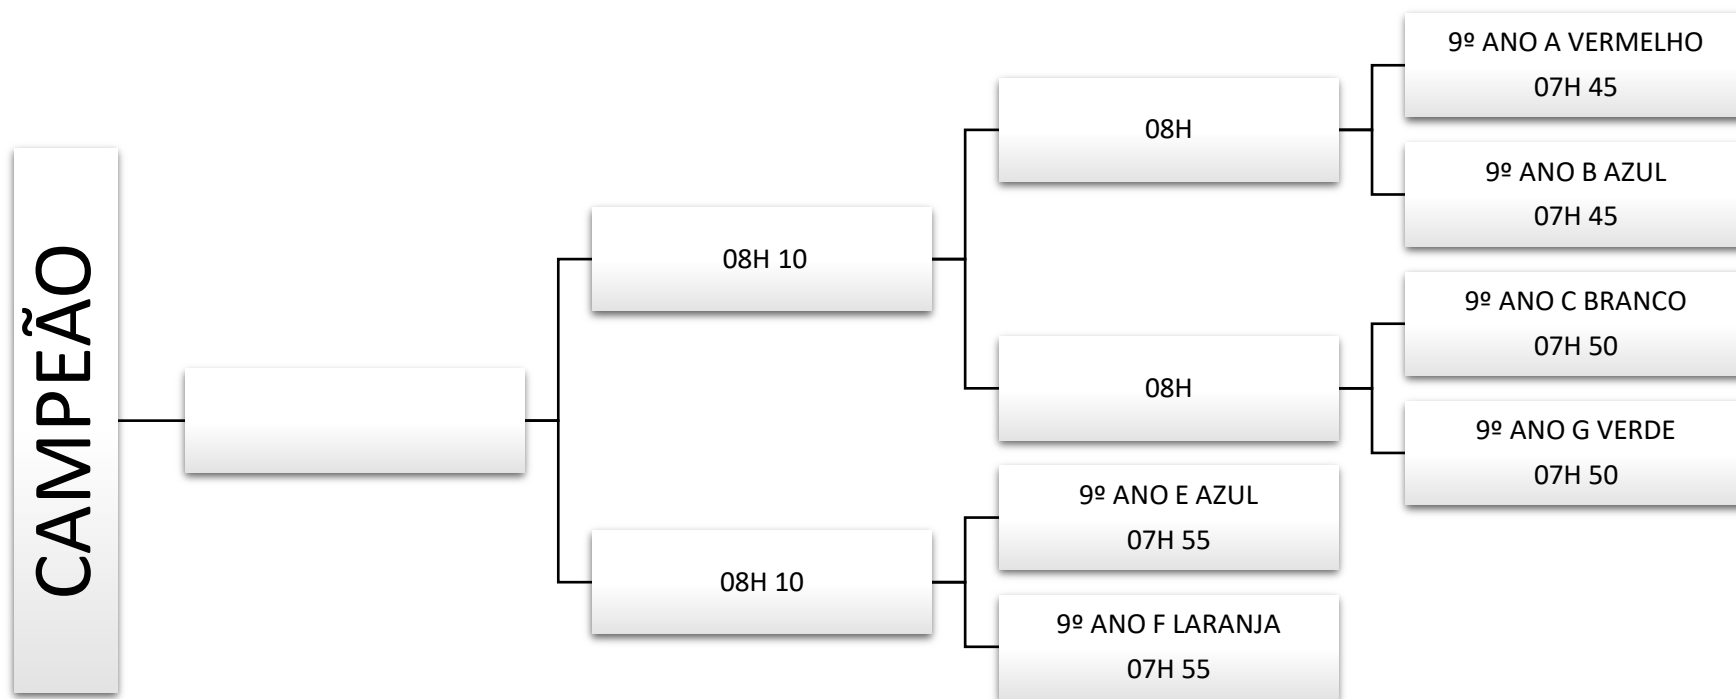 CAMPEÃO
08H 10
08H
9º ANO A VERMELHO
07H 45
9º ANO B AZUL
07H 45
08H
9º ANO C BRANCO
07H 50
9º ANO G VERDE
07H 50
08H 10
9º ANO E AZUL
07H 55
9º ANO F LARANJA
07H 55